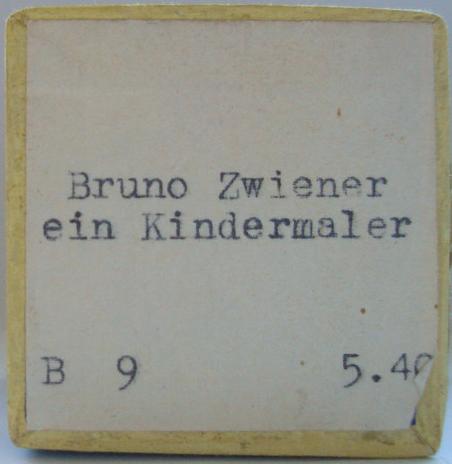 Bruno Zwiener
ein Kindermaler
B 9 5.40